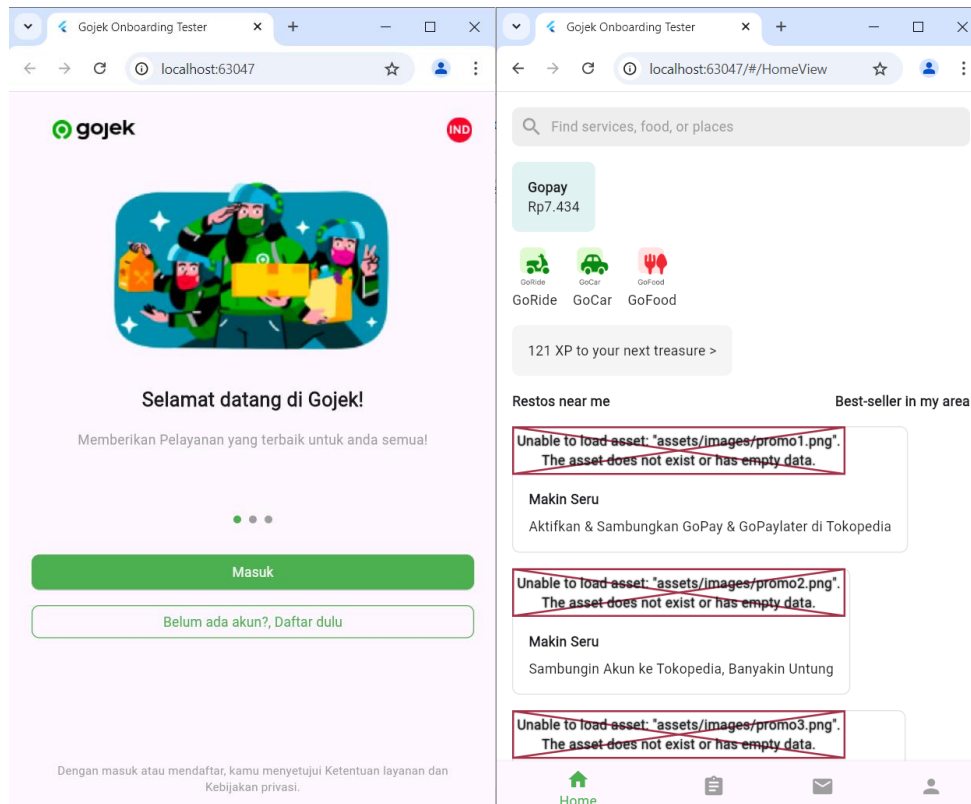 Gojek Onboarding Tester
localhost:63047
gojek
IND
Selamat datang di Gojek!
Memberikan Pelayanan yang terbaik untuk anda semua!
Masuk
Belum ada akun?, Daftar dulu
Dengan masuk atau mendaftar, kamu menyetujui Ketentuan layanan dan
Kebijakan privasi.
Gojek Onboarding Tester
localhost:63047/#/HomeView
Find services, food, or places
Gopay
Rp7.434
GoRide GoCar GoFood
GoRide GoCar GoFood
121 XP to your next treasure >
Restos near me Best-seller in my area
Unable to load asset: "assets/images/promo1.png".
The asset does not exist or has empty data.
Makin Seru
Aktifkan & Sambungkan GoPay & GoPaylater di Tokopedia
Unable to load asset: "assets/images/promo2.png".
The asset does not exist or has empty data.
Makin Seru
Sambungin Akun ke Tokopedia, Banyakin Untung
Unable to load asset: "assets/images/promo3.png".
The asset does not exist or has empty data.
Home